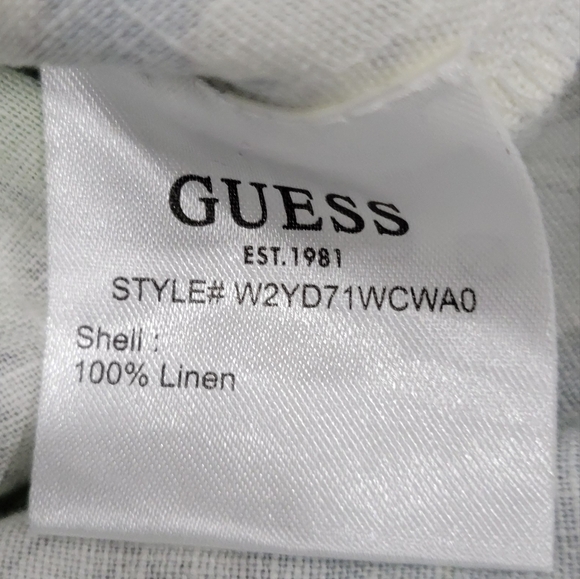 GUESS
EST.1981
STYLE# W2YD71WCWA0
Shell :
100% Linen